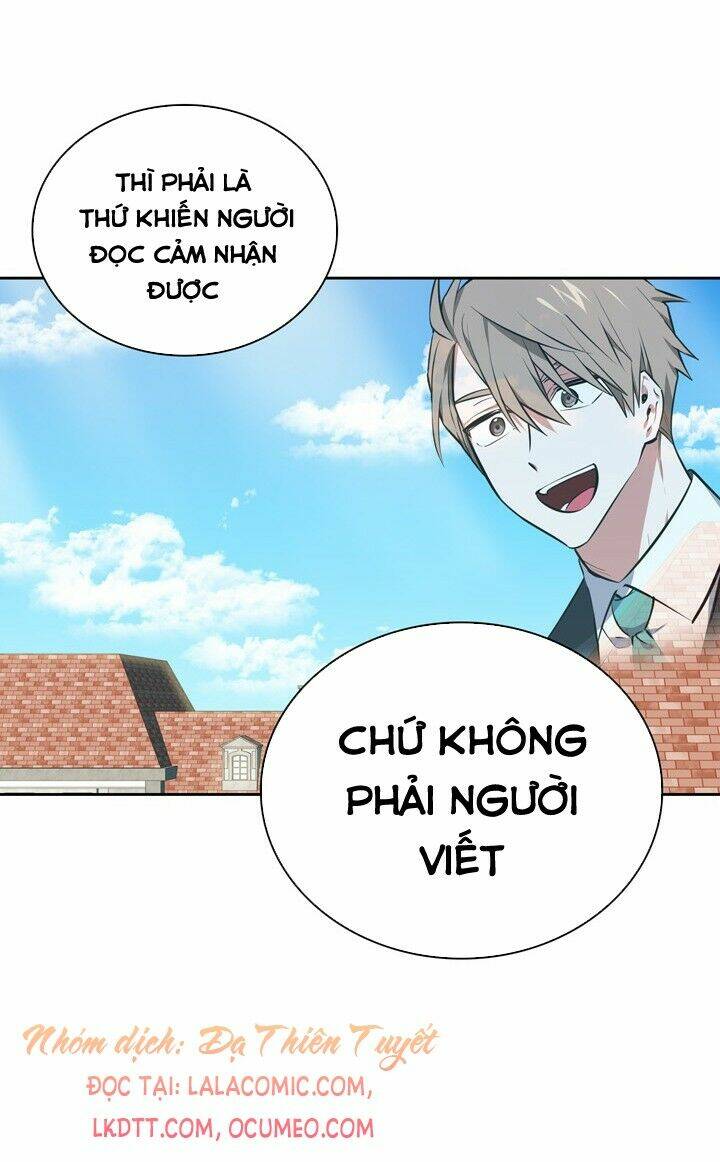 THÌ PHẢI LÀ
THỨ KHIẾN NGƯỜI
ĐỌC CẢM NHẬN
ĐƯỢC
CHỨ KHÔNG
PHẢI NGƯỜI
VIẾT
Nhóm dịch: Dạ Thiên Tuyết
ĐỌC TẠI: LALACOMIC.COM,
LKDTT.COM, OCUMEO.COM